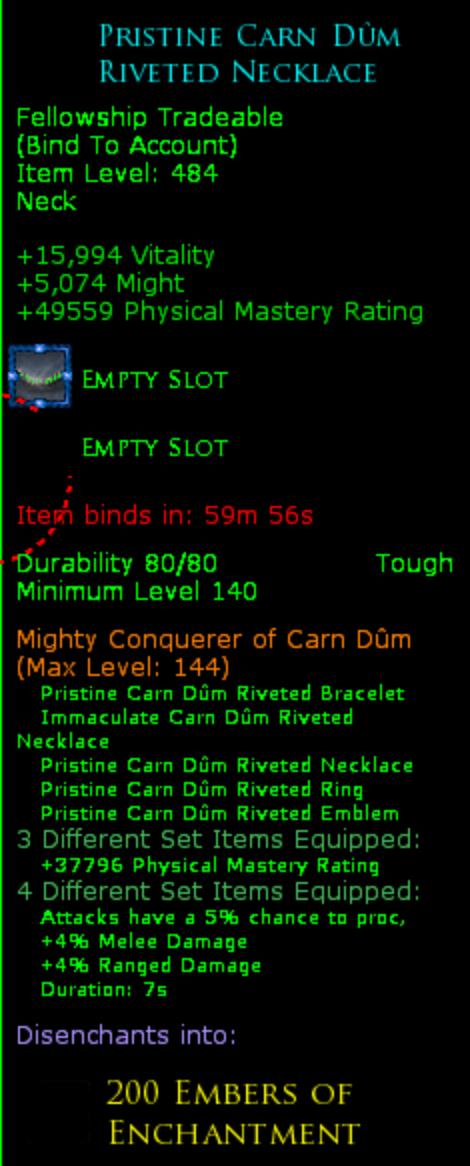 Pristine Carn Dûm
Riveted Necklace
Fellowship Tradeable
(Bind To Account)
Item Level: 484
Neck
+15,994 Vitality
+5,074 Might
+49559 Physical Mastery Rating
Empty Slot
Empty Slot
Item binds in: 59m 56s
Durability 80/80 Tough
Minimum Level 140
Mighty Conquerer of Carn Dûm
(Max Level: 144)
Pristine Carn Dûm Riveted Bracelet
Immaculate Carn Dûm Riveted
Necklace
Pristine Carn Dûm Riveted Necklace
Pristine Carn Dûm Riveted Ring
Pristine Carn Dûm Riveted Emblem
3 Different Set Items Equipped:
+37796 Physical Mastery Rating
4 Different Set Items Equipped:
Attacks have a 5% chance to proc,
+4% Melee Damage
+4% Ranged Damage
Duration: 7s
Disenchants into:
200 Embers of
Enchantment